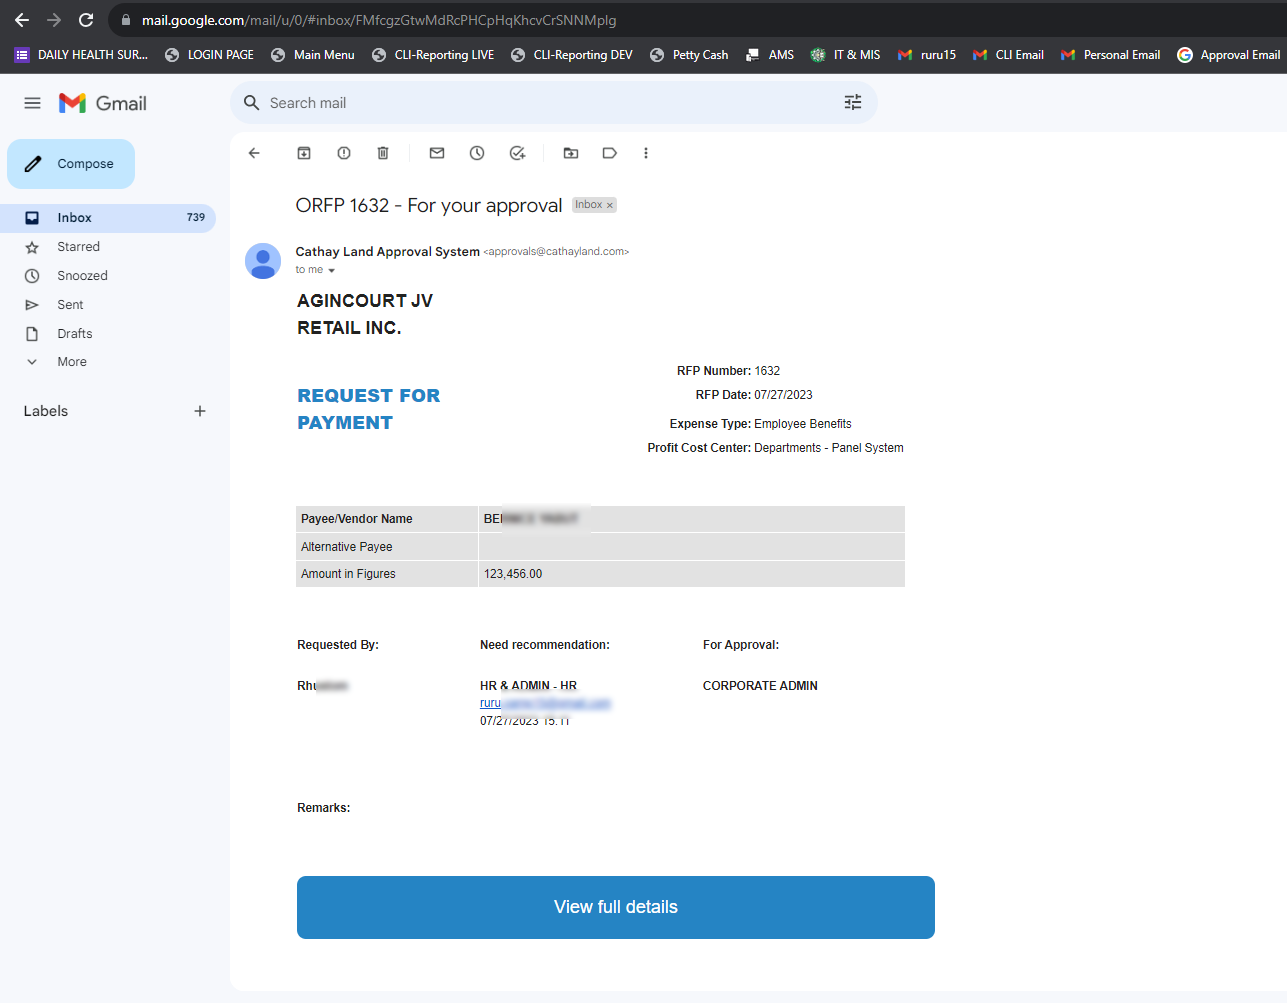 mail.google.com/mail/u/0/#inbox/FMfcgzGtwMdRcPHCpHqKhcvCrSNNMplg
DAILY HEALTH SUR... LOGIN PAGE Main Menu CLI-Reporting LIVE CLI-Reporting DEV Petty Cash AMS IT & MIS ruru15 CLI Email Personal Email Approval Email
Gmail
Search mail
Compose
Inbox 739
Starred
Snoozed
Sent
Drafts
More
Labels
ORFP 1632 - For your approval Inbox ×
Cathay Land Approval System <approvals@cathayland.com>
to me
AGINCOURT JV
RETAIL INC.
RFP Number: 1632
RFP Date: 07/27/2023
REQUEST FOR
PAYMENT
Expense Type: Employee Benefits
Profit Cost Center: Departments - Panel System
Payee/Vendor Name
Alternative Payee
Amount in Figures 123,456.00
Requested By: Need recommendation: For Approval:
HR & ADMIN - HR CORPORATE ADMIN
07/27/2023 15:11
Remarks:
View full details